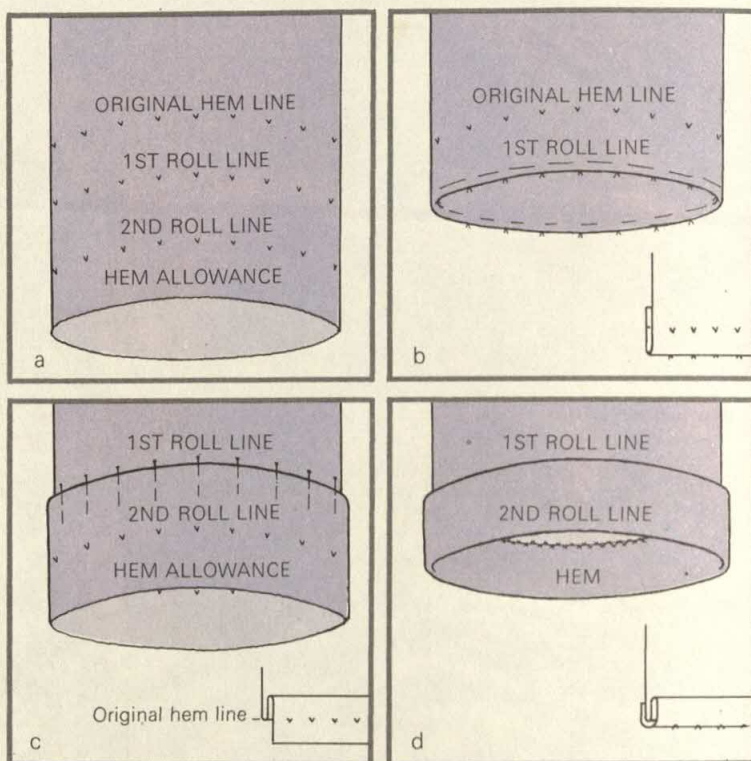 ORIGINAL HEM LINE
1ST ROLL LINE
2ND ROLL LINE
HEM ALLOWANCE
a
ORIGINAL HEM LINE
1ST ROLL LINE
b
1ST ROLL LINE
2ND ROLL LINE
HEM ALLOWANCE
Original hem line
c
1ST ROLL LINE
2ND ROLL LINE
HEM
d